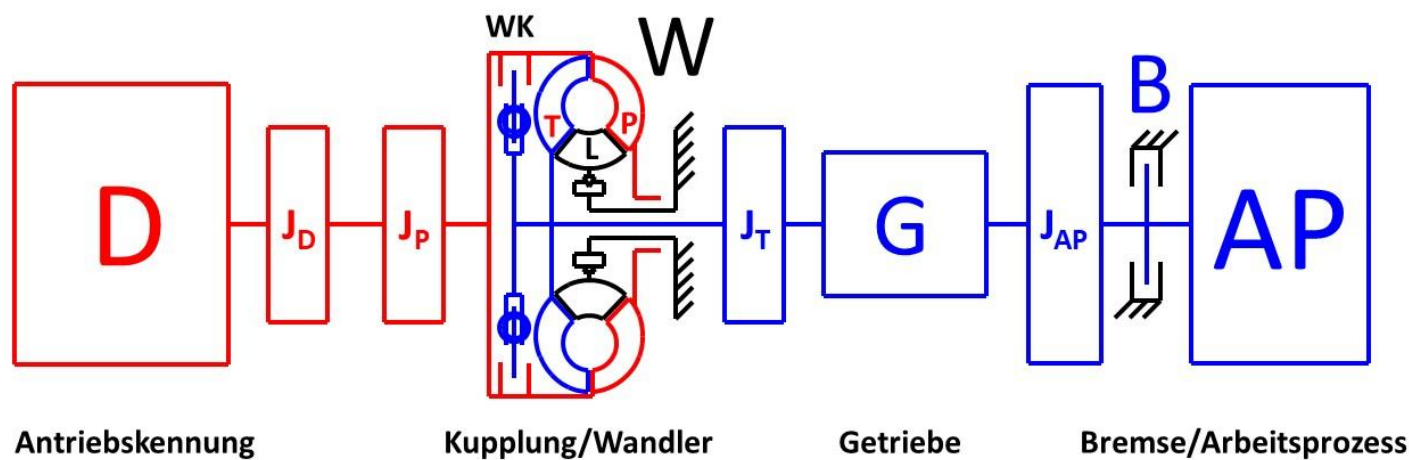 WK
W
B
T
P
L
D
J_D
J_P
J_T
G
J_AP
AP
Antriebskennung
Kupplung/Wandler
Getriebe
Bremse/Arbeitsprozess